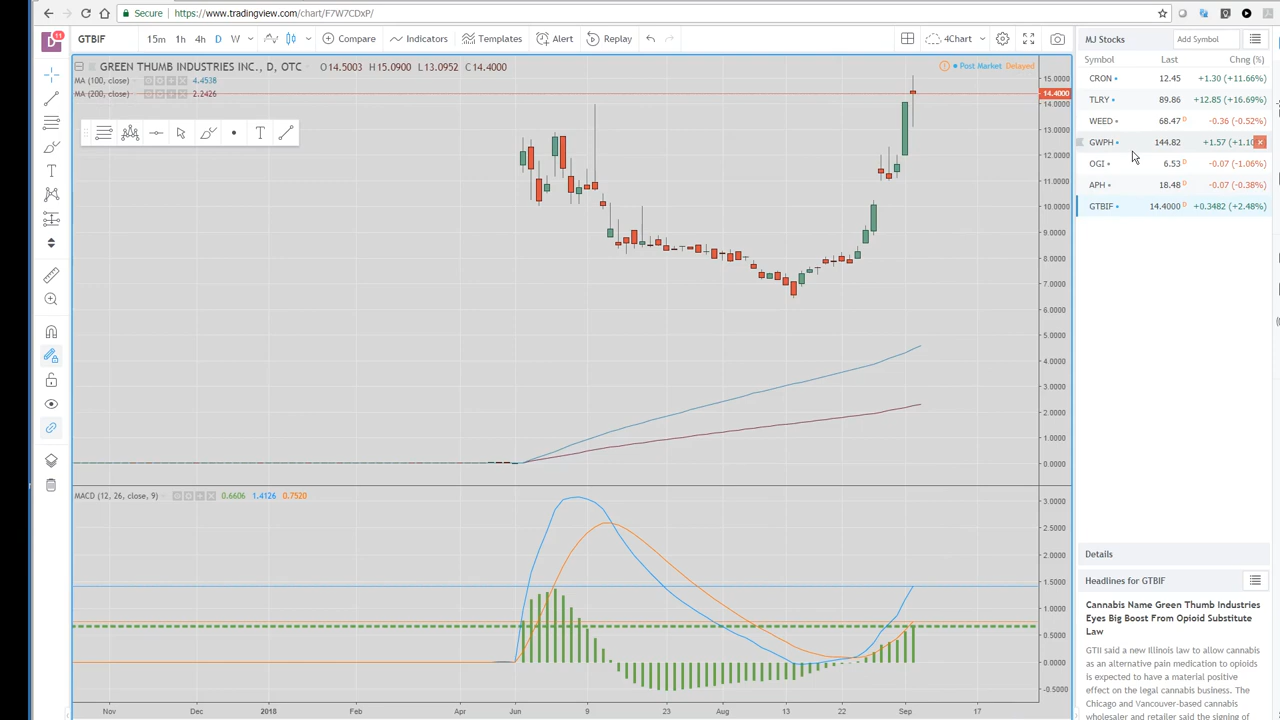 Secure https://www.tradingview.com/chart/F7W7CDxP/
D 11 GTBIF 15m 1h 4h D W Compare Indicators Templates Alert Replay 4Chart
GREEN THUMB INDUSTRIES INC., D, OTC O14.5003 H15.0900 L13.0952 C14.4000
Post Market Delayed
MA (100, close) 4.4538
MA (200, close) 2.2426
T
T
15.0000
14.4000
14.0000
13.0000
12.0000
11.0000
10.0000
9.0000
8.0000
7.0000
6.0000
5.0000
4.0000
3.0000
2.0000
1.0000
0.0000
MACD (12, 26, close, 9) 0.6606 1.4126 0.7520
3.0000
2.5000
2.0000
1.5000
1.0000
0.5000
0.0000
-0.5000
Nov Dec 2018 Feb Apr Jun 9 23 Aug 13 22 Sep 17
MJ Stocks Add Symbol
Symbol Last Chng (%)
CRON 12.45 +1.30 (+11.66%)
TLRY 89.86 +12.85 (+16.69%)
WEED 68.47 D -0.36 (-0.52%)
GWPH 144.82 +1.57 (+1.10
OGI 6.53 D -0.07 (-1.06%)
APH 18.48 D -0.07 (-0.38%)
GTBIF 14.4000 D +0.3482 (+2.48%)
Details
Headlines for GTBIF
Cannabis Name Green Thumb Industries
Eyes Big Boost From Opioid Substitute
Law
GTII said a new Illinois law to allow cannabis
as an alternative pain medication to opioids
is expected to have a material positive
effect on the legal cannabis business. The
Chicago and Vancouver-based cannabis
wholesaler and retailer said the signing of